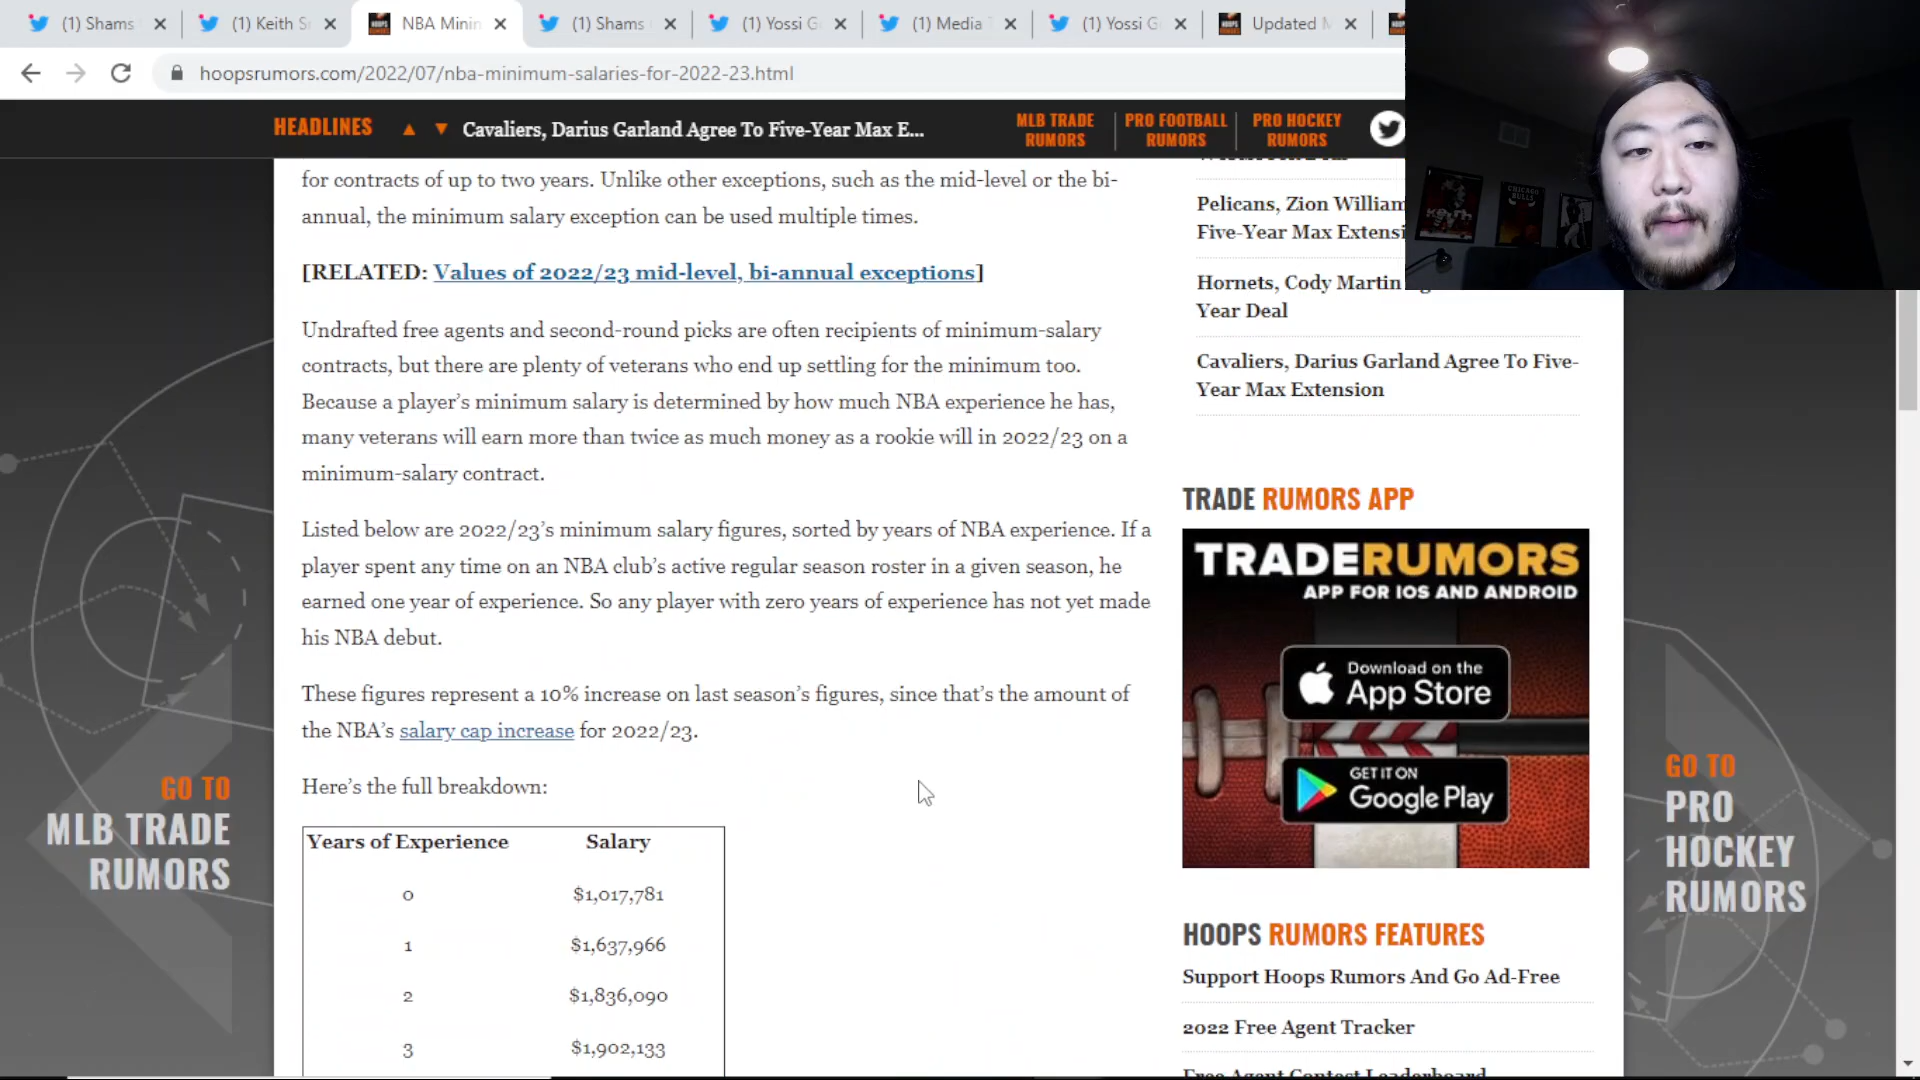 (1) Shams
(1) Keith S
NBA Minin
(1) Shams
(1) Yossi G
(1) Media
(1) Yossi G
Updated
hoopsrumors.com/2022/07/nba-minimum-salaries-for-2022-23.html
HEADLINES
Cavaliers, Darius Garland Agree To Five-Year Max E...
MLB TRADE
RUMORS
PRO FOOTBALL
RUMORS
PRO HOCKEY
RUMORS
for contracts of up to two years. Unlike other exceptions, such as the mid-level or the bi-
annual, the minimum salary exception can be used multiple times.
[RELATED: Values of 2022/23 mid-level, bi-annual exceptions]
Undrafted free agents and second-round picks are often recipients of minimum-salary
contracts, but there are plenty of veterans who end up settling for the minimum too.
Because a player's minimum salary is determined by how much NBA experience he has,
many veterans will earn more than twice as much money as a rookie will in 2022/23 on a
minimum-salary contract.
Listed below are 2022/23's minimum salary figures, sorted by years of NBA experience. If a
player spent any time on an NBA club's active regular season roster in a given season, he
earned one year of experience. So any player with zero years of experience has not yet made
his NBA debut.
These figures represent a 10% increase on last season's figures, since that's the amount of
the NBA's salary cap increase for 2022/23.
Here's the full breakdown:
Years of Experience Salary
0 $1,017,781
1 $1,637,966
2 $1,836,090
3 $1,902,133
Pelicans, Zion William
Five-Year Max Extensi
Hornets, Cody Martin
Year Deal
Cavaliers, Darius Garland Agree To Five-
Year Max Extension
TRADE RUMORS APP
TRADERUMORS
APP FOR IOS AND ANDROID
Download on the
App Store
GET IT ON
Google Play
HOOPS RUMORS FEATURES
Support Hoops Rumors And Go Ad-Free
2022 Free Agent Tracker
Free Agent Contest Leaderboard
GO TO
MLB TRADE
RUMORS
GO TO
PRO
HOCKEY
RUMORS
CHICAGO
BULLS